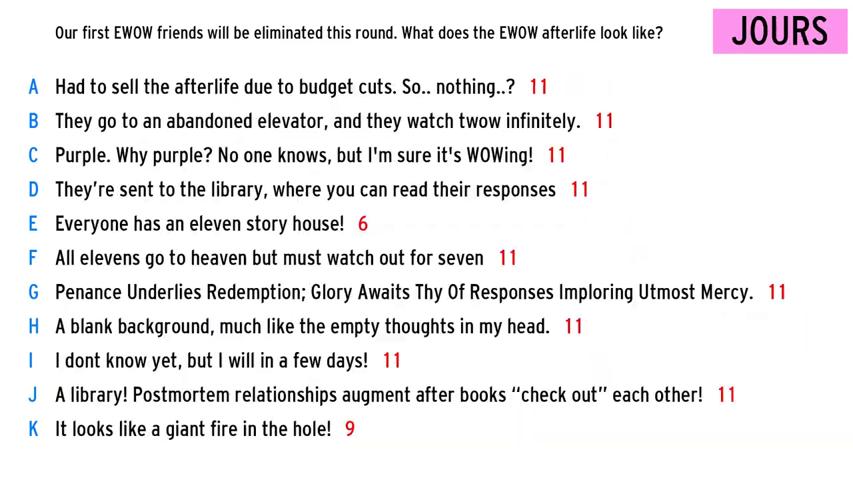 Our first EWOW friends will be eliminated this round. What does the EWOW afterlife look like?
JOURS
A Had to sell the afterlife due to budget cuts. So.. nothing..? 11
B They go to an abandoned elevator, and they watch twow infinitely. 11
C Purple. Why purple? No one knows, but I'm sure it's WOWing! 11
D They're sent to the library, where you can read their responses 11
E Everyone has an eleven story house! 6
F All elevens go to heaven but must watch out for seven 11
G Penance Underlies Redemption; Glory Awaits Thy Of Responses Imploring Utmost Mercy. 11
H A blank background, much like the empty thoughts in my head. 11
I I dont know yet, but I will in a few days! 11
J A library! Postmortem relationships augment after books “check out” each other! 11
K It looks like a giant fire in the hole! 9